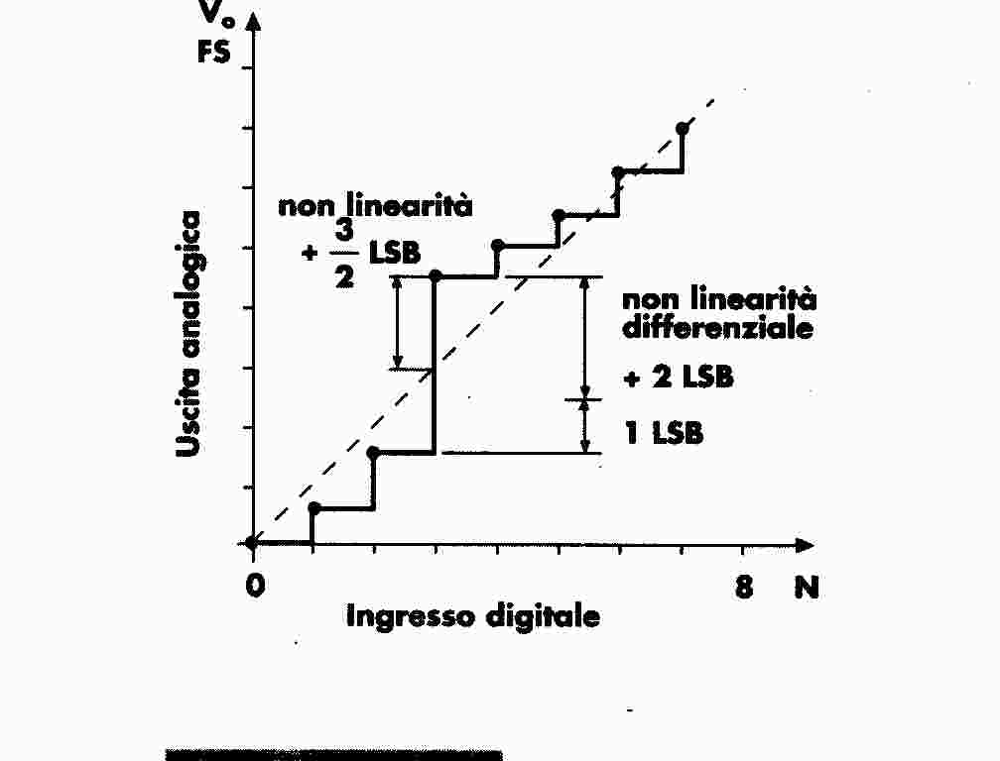 Vo
FS
non linearità
+ 3/2 LSB
non linearità
differenziale
+ 2 LSB
1 LSB
Uscita analogica
0
8
N
Ingresso digitale